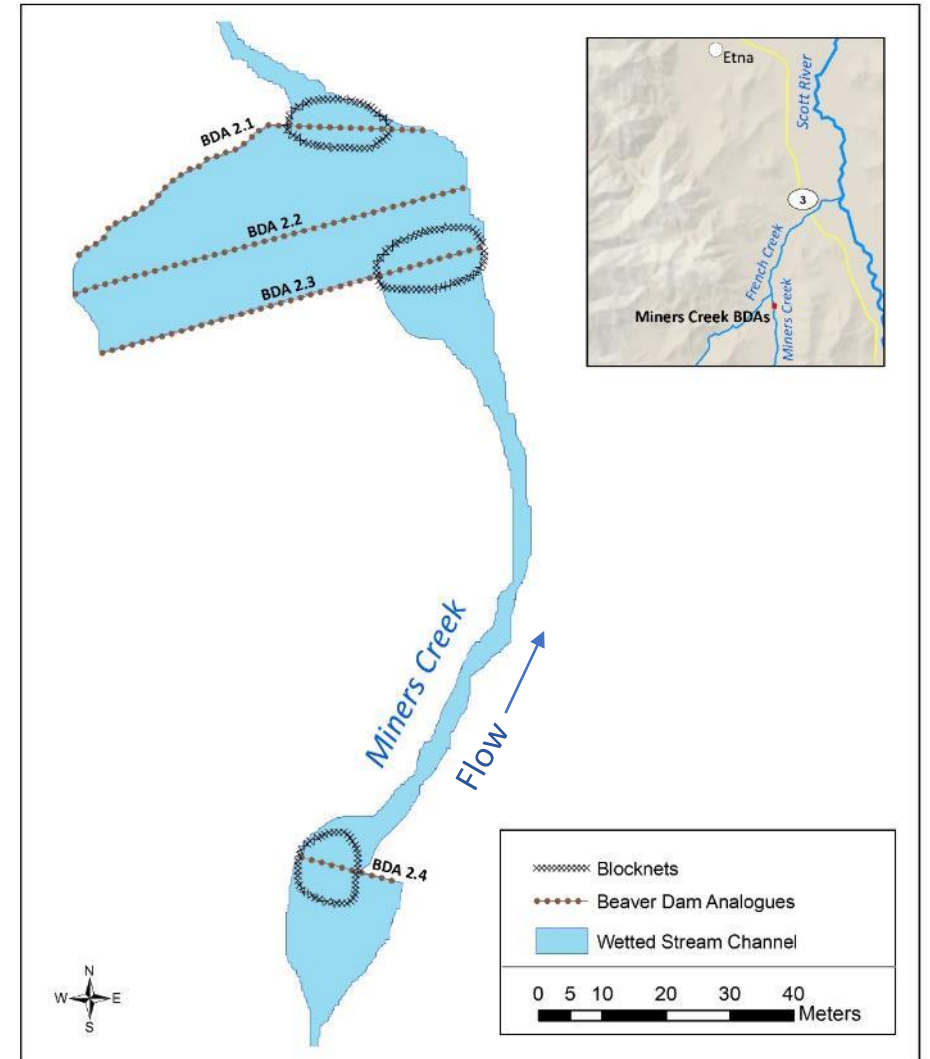 BDA 2.1
BDA 2.2
BDA 2.3
Miners Creek
Flow
BDA 2.4
Etna
Scott River
3
French Creek
Miners Creek BDAs
Miners Creek
Blocknets
Beaver Dam Analogues
Wetted Stream Channel
0 5 10 20 30 40
Meters
N
W E
S